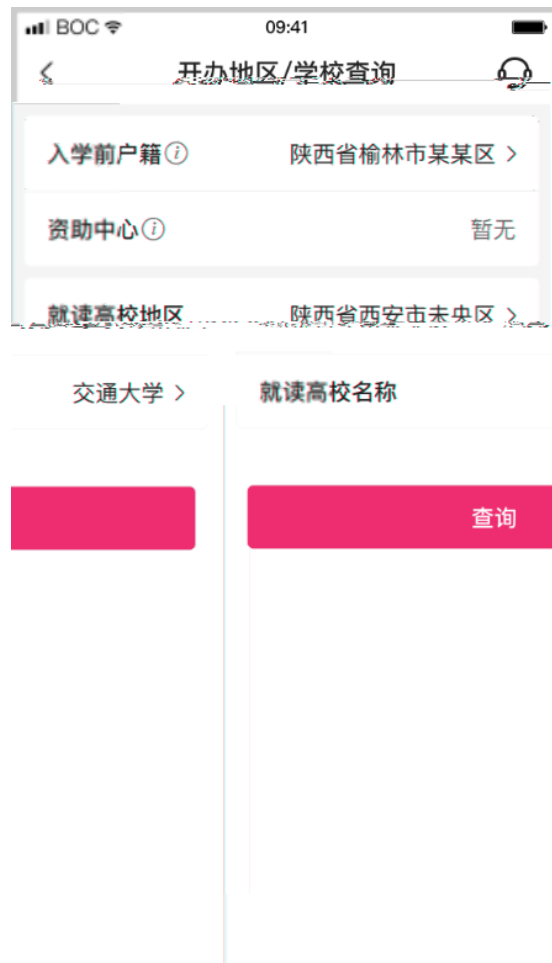 BOC 09:41
开办地区/学校查询
入学前户籍 陕西省榆林市某某区
资助中心 暂无
就读高校地区 陕西省西安市未央区
交通大学 就读高校名称
查询